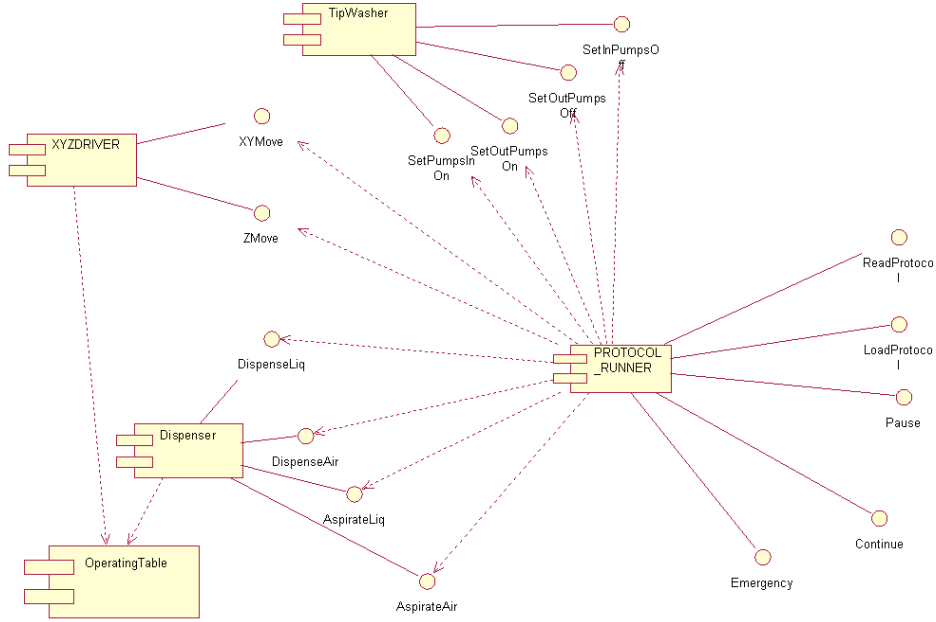 TipWasher
SetInPumpsO
ff
SetOutPumps
Off
XYMove
XYZDRIVER
SetPumpsIn
On
SetOutPumps
On
ZMove
ReadProtoco
l
LoadProtoco
l
PROTOCOL
_RUNNER
DispenseLiq
Pause
Dispenser
DispenseAir
AspirateLiq
Continue
OperatingTable
Emergency
AspirateAir